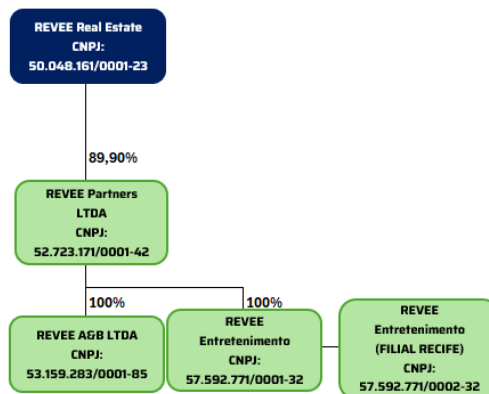 REVEE Real Estate
CNPJ:
50.048.161/0001-23
89,90%
REVEE Partners
LTDA
CNPJ:
52.723.171/0001-42
100%
100%
REVEE A&B LTDA
CNPJ:
53.159.283/0001-85
REVEE
Entretenimento
CNPJ:
57.592.771/0001-32
REVEE
Entretenimento
(FILIAL RECIFE)
CNPJ:
57.592.771/0002-32